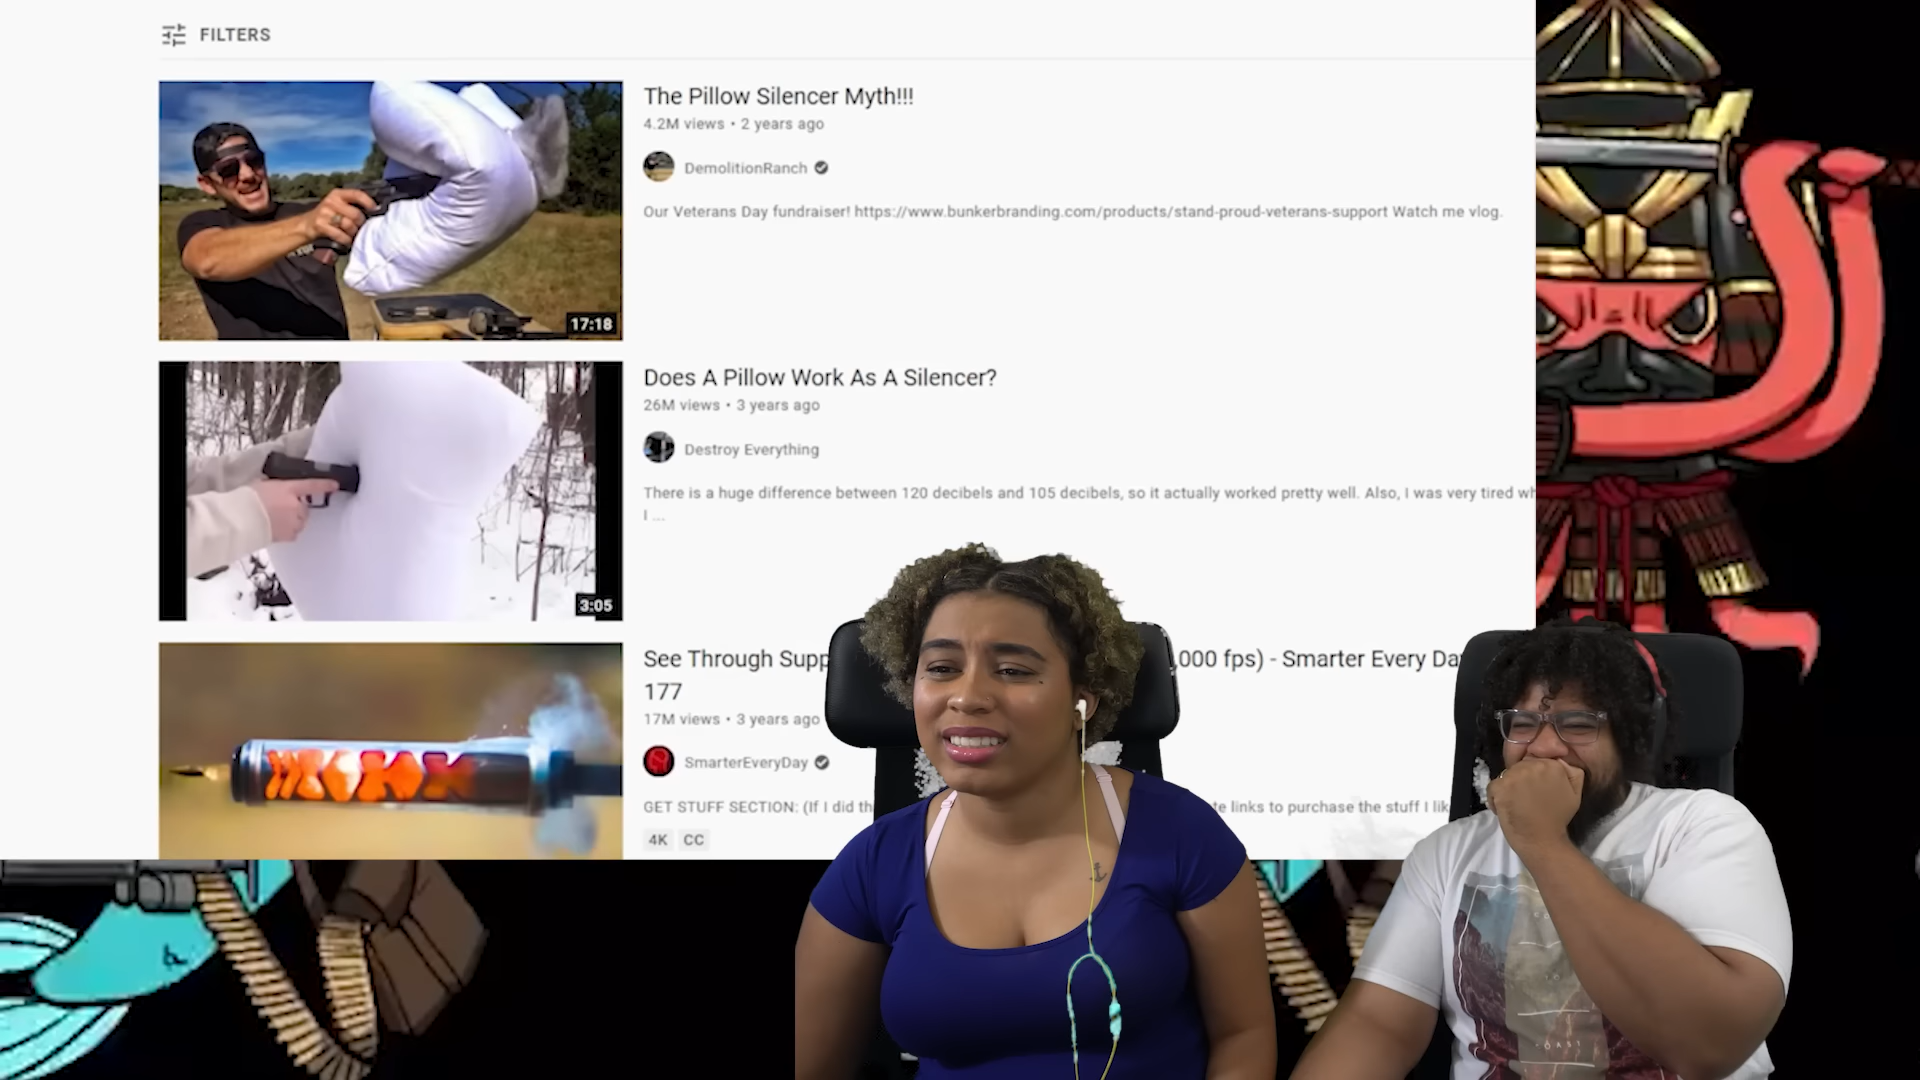 FILTERS
The Pillow Silencer Myth!!!
4.2M views • 2 years ago
DemolitionRanch
Our Veterans Day fundraiser! https://www.bunkerbranding.com/products/stand-proud-veterans-support Watch me vlog.
17:18
Does A Pillow Work As A Silencer?
26M views • 3 years ago
Destroy Everything
There is a huge difference between 120 decibels and 105 decibels, so it actually worked pretty well. Also, I was very tired
I ...
3:05
See Through ,000 fps) - Smarter Every
177
17M views • 3 years ago
SmarterEveryDay
GET STUFF SECTION: (If I did links to purchase the stuff I
4K CC